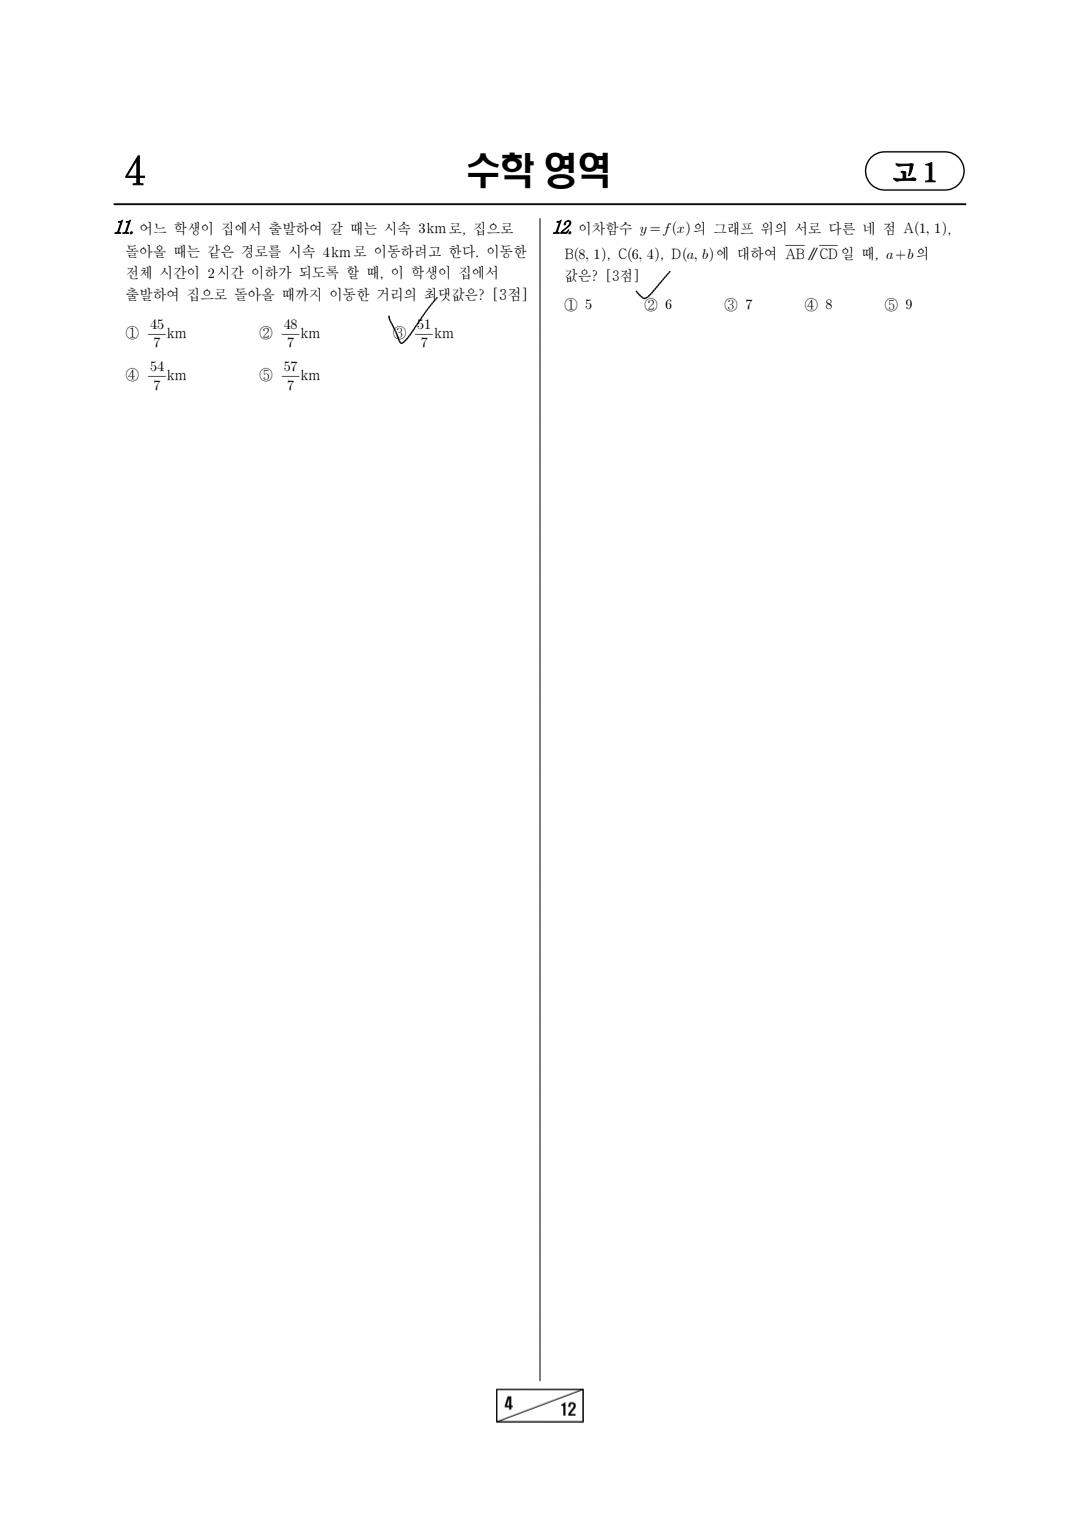 4
수학 영역
고 1
11. 어느 학생이 집에서 출발하여 갈 때는 시속 3km로, 집으로
돌아올 때는 같은 경로를 시속 4km로 이동하려고 한다. 이동한
전체 시간이 2시간 이하가 되도록 할 때, 이 학생이 집에서
출발하여 집으로 돌아올 때까지 이동한 거리의 최댓값은? [3점]
① 45/7 km ② 48/7 km ③ 51/7 km
④ 54/7 km ⑤ 57/7 km
12. 이차함수 y=f(x)의 그래프 위의 서로 다른 네 점 A(1, 1),
B(8, 1), C(6, 4), D(a, b)에 대하여 A̅B̅∥C̅D̅일 때, a+b의
값은? [3점]
① 5 ② 6 ③ 7 ④ 8 ⑤ 9
4
12